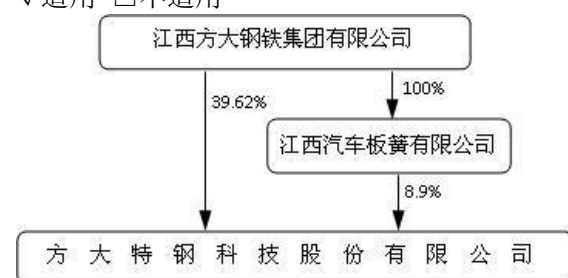 江西方大钢铁集团有限公司
39.62%
100%
江西汽车板簧有限公司
8.9%
方大特钢科技股份有限公司